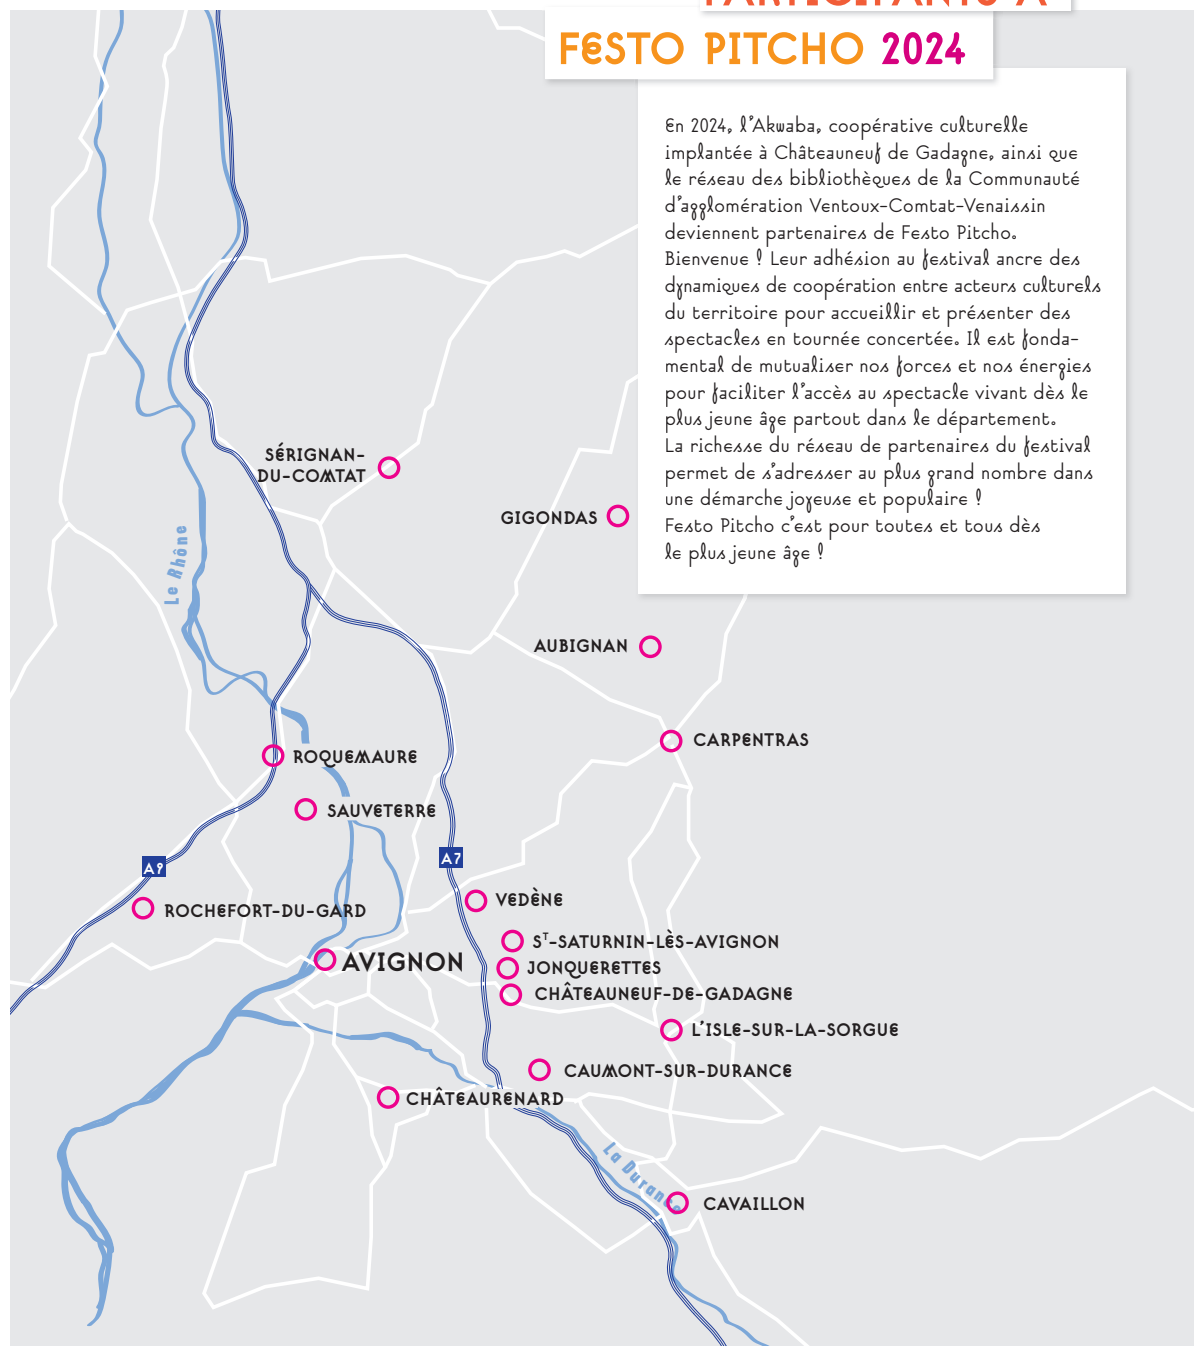 PARTICIPANTS À
FESTO PITCHO 2024
En 2024, l'Akwaba, coopérative culturelle
implantée à Châteauneuf de Gadagne, ainsi que
le réseau des bibliothèques de la Communauté
d'agglomération Ventoux-Comtat-Venaissin
deviennent partenaires de Festo Pitcho.
Bienvenue ! Leur adhésion au festival ancre des
dynamiques de coopération entre acteurs culturels
du territoire pour accueillir et présenter des
spectacles en tournée concertée. Il est fonda-
mental de mutualiser nos forces et nos énergies
pour faciliter l'accès au spectacle vivant dès le
plus jeune âge partout dans le département.
La richesse du réseau de partenaires du festival
permet de s'adresser au plus grand nombre dans
une démarche joyeuse et populaire !
Festo Pitcho c'est pour toutes et tous dès
le plus jeune âge !
SÉRIGNAN-
DU-COMTAT
GIGONDAS
Le Rhône
AUBIGNAN
CARPENTRAS
ROQUEMAURE
SAUVETERRE
A7
A9
VEDÈNE
ROCHEFORT-DU-GARD
ST-SATURNIN-LÈS-AVIGNON
AVIGNON
JONQUERETTES
CHÂTEAUNEUF-DE-GADAGNE
L'ISLE-SUR-LA-SORGUE
CAUMONT-SUR-DURANCE
CHÂTEAURENARD
La Durance
CAVAILLON